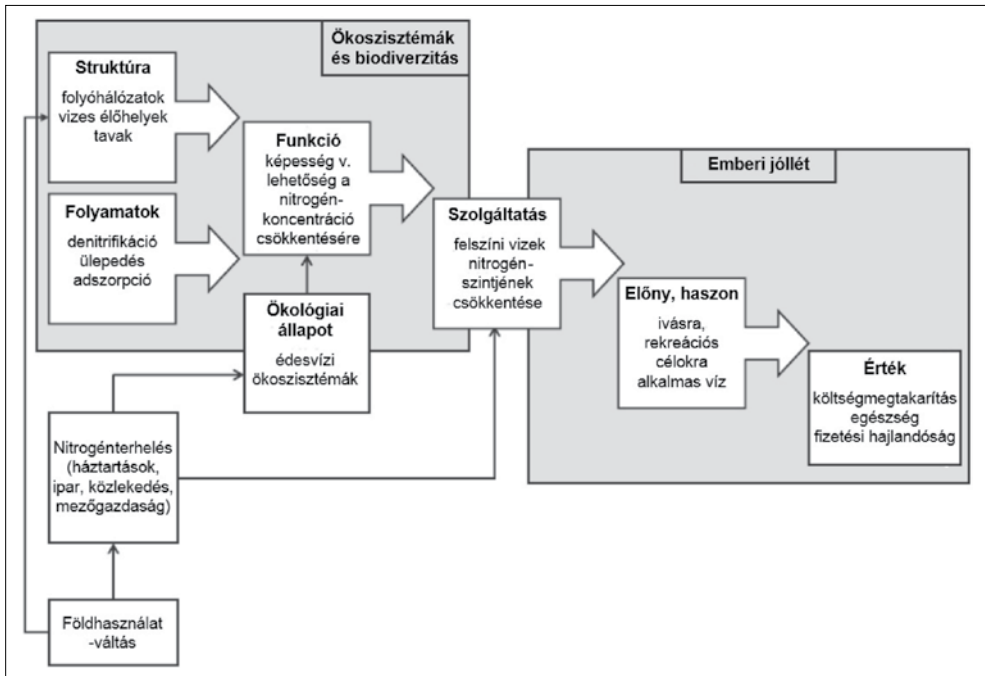 Ökoszisztémák
és biodiverzitás
Struktúra
folyóhálózatok
vizes élőhelyek
tavak
Folyamatok
denitrifikáció
ülepedés
adszorpció
Funkció
képesség v.
lehetőség a
nitrogén-
koncentráció
csökkentésére
Ökológiai
állapot
édesvízi
ökoszisztémák
Emberi jóllét
Szolgáltatás
felszíni vizek
nitrogén-
szintjének
csökkentése
Előny, haszon
ivásra,
rekreációs
célokra
alkalmas víz
Érték
költségmegtakarítás
egészség
fizetési hajlandóság
Nitrogénterhelés
(háztartások,
ipar, közlekedés,
mezőgazdaság)
Földhasználat
-váltás